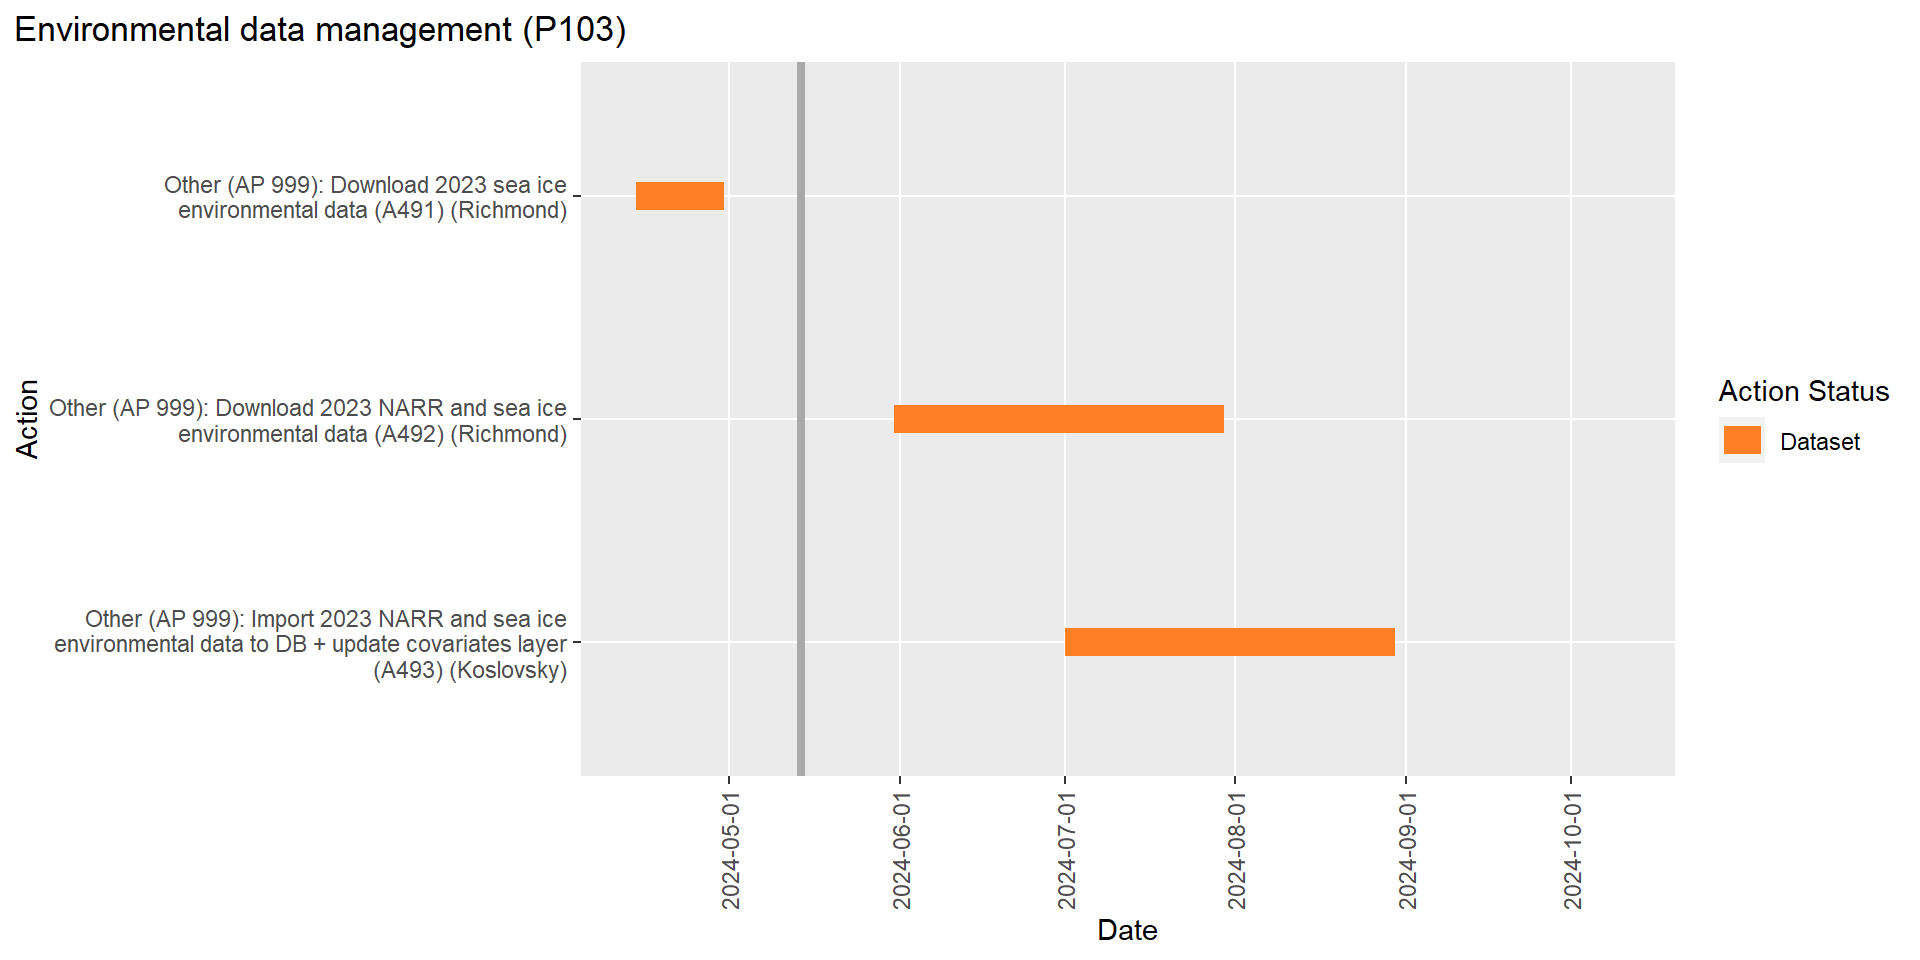 Environmental data management (P103)
Action
Other (AP 999): Download 2023 sea ice
environmental data (A491) (Richmond)
Other (AP 999): Download 2023 NARR and sea ice
environmental data (A492) (Richmond)
Other (AP 999): Import 2023 NARR and sea ice
environmental data to DB + update covariates layer
(A493) (Koslovsky)
2024-05-01
2024-06-01
2024-07-01
2024-08-01
2024-09-01
2024-10-01
Date
Action Status
Dataset